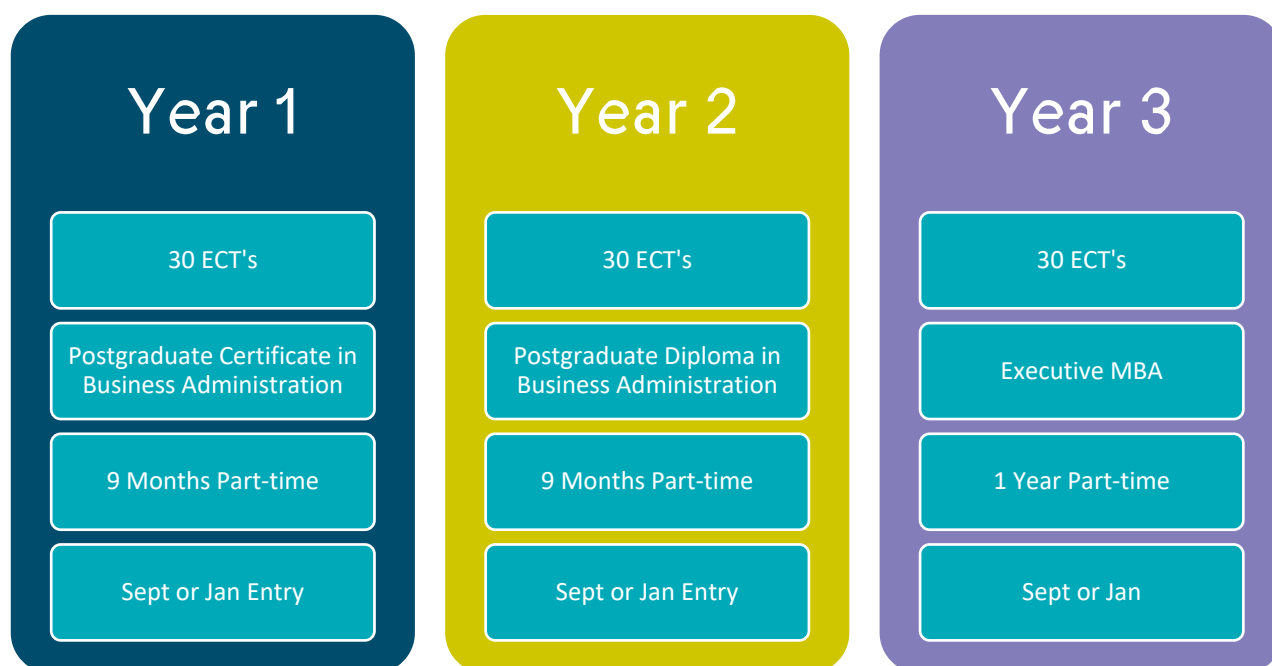 Year 1
30 ECT's
Postgraduate Certificate in
Business Administration
9 Months Part-time
Sept or Jan Entry
Year 2
30 ECT's
Postgraduate Diploma in
Business Administration
9 Months Part-time
Sept or Jan Entry
Year 3
30 ECT's
Executive MBA
1 Year Part-time
Sept or Jan